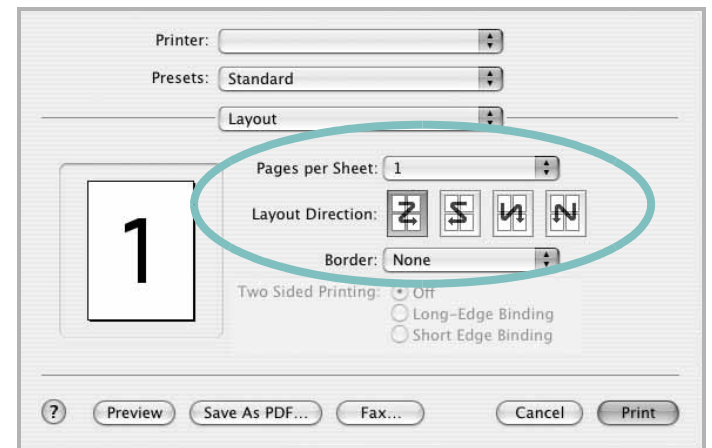 Printer:
Presets: Standard
Layout
Pages per Sheet: 1
Layout Direction:
Border: None
Two Sided Printing: Off
Long-Edge Binding
Short Edge Binding
1
? Preview Save As PDF... Fax... Cancel Print